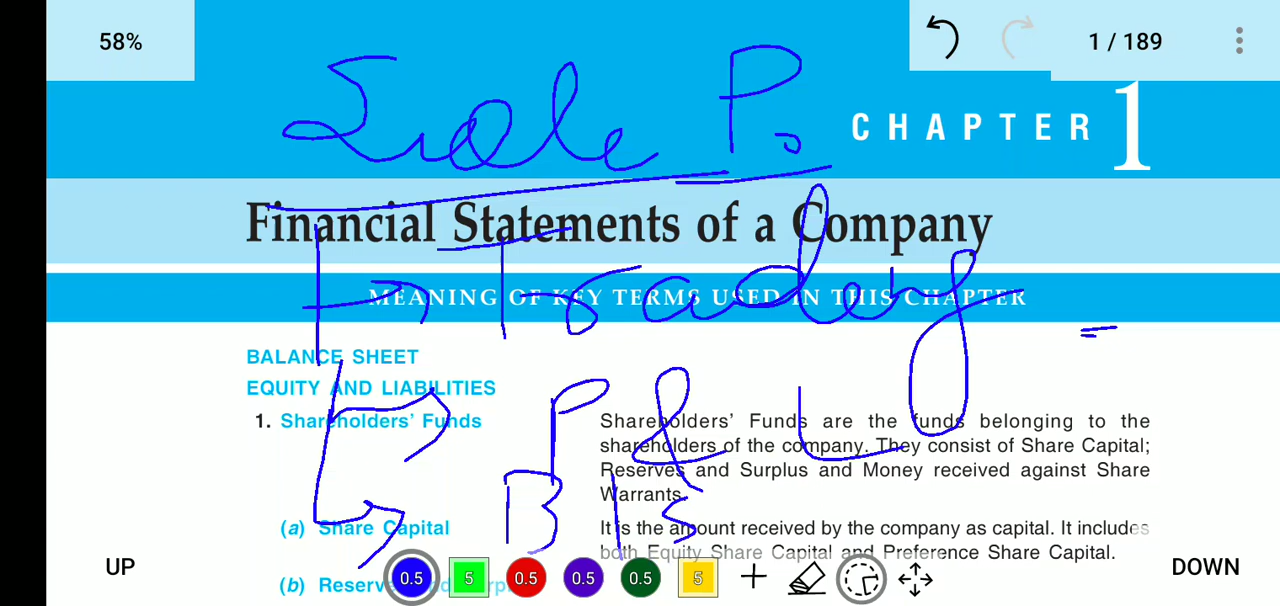 58%
1 / 189
P.
CHAPTER 1
Financial Statements of a Company
Trading
MEANING OF KEY TERMS USED IN THIS CHAPTER
BALANCE SHEET
EQUITY AND LIABILITIES
P & L
1. Shareholders' Funds Shareholders' Funds are the funds belonging to the
shareholders of the company. They consist of Share Capital;
Reserves and Surplus and Money received against Share
Warrants.
B/S
(a) Share Capital It is the amount received by the company as capital. It includes
both Equity Share Capital and Preference Share Capital.
UP
DOWN
0.5 5 0.5 0.5 0.5 5
(b)